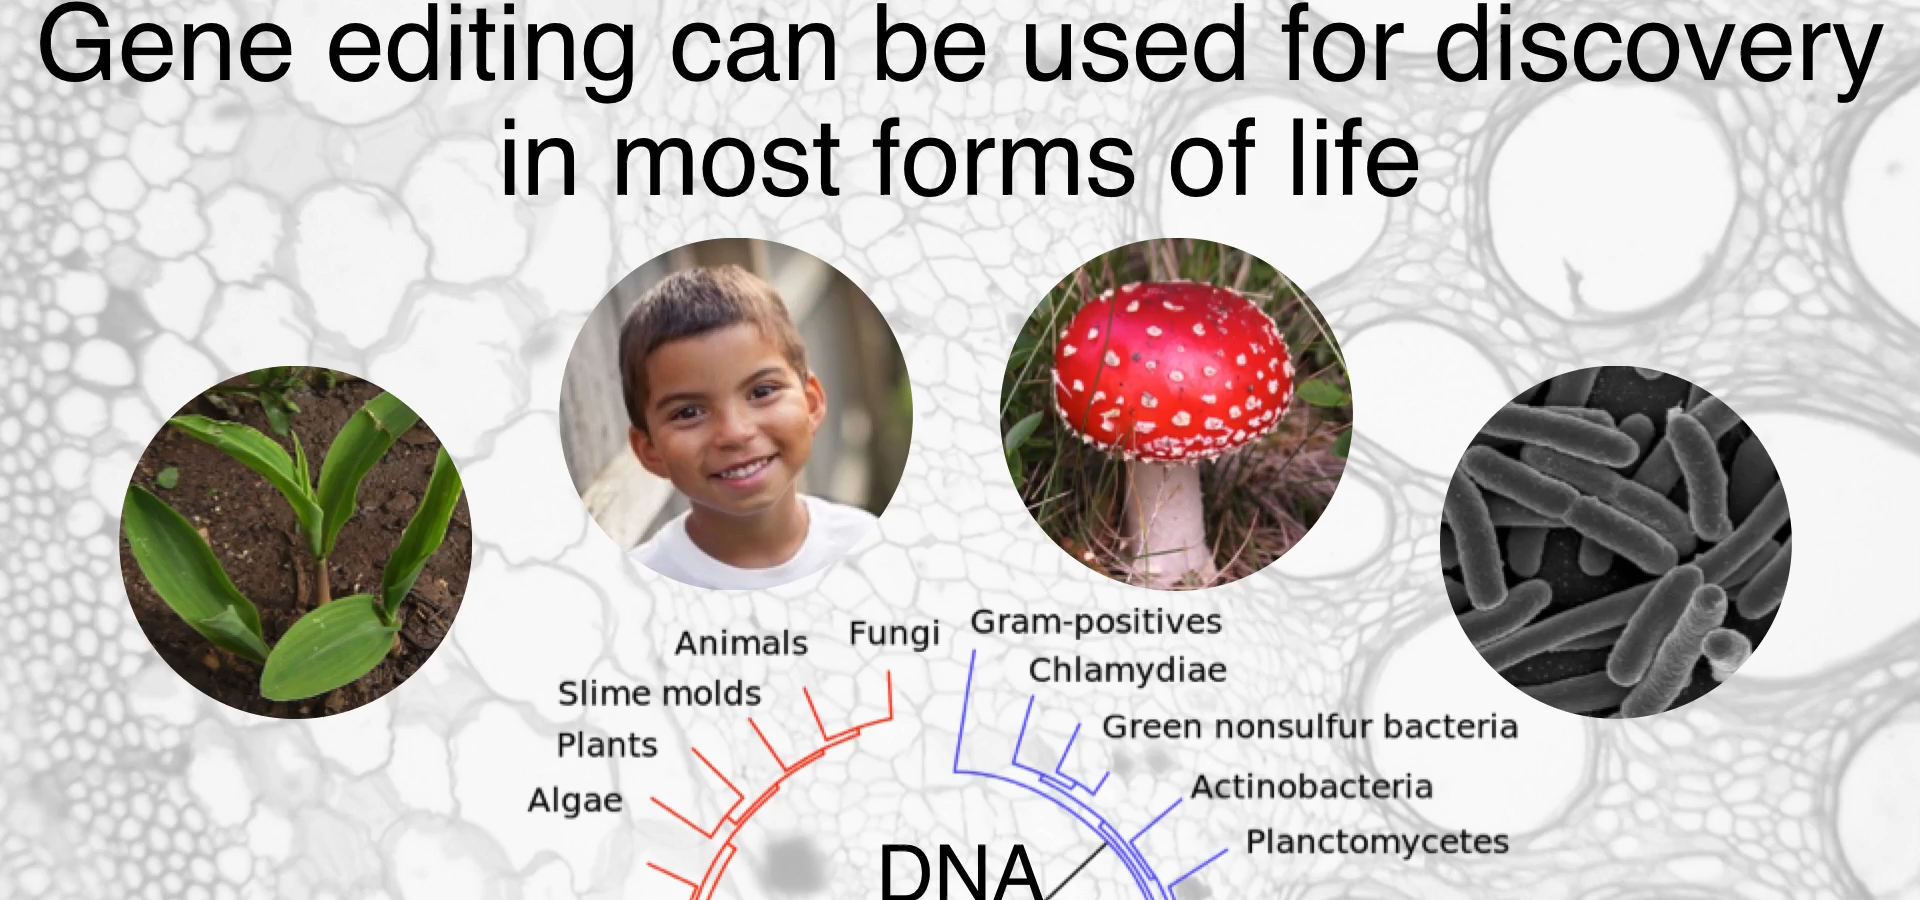 Gene editing can be used for discovery
in most forms of life
Animals
Fungi
Gram-positives
Slime molds
Chlamydiae
Plants
Green nonsulfur bacteria
Algae
Actinobacteria
Planctomycetes
DNA